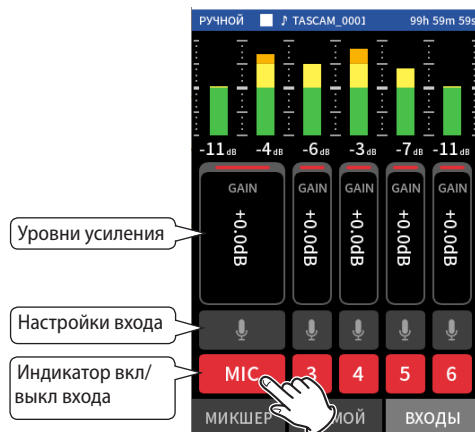 РУЧНОЙ ♪ TASCAM_0001 99h 59m 59s
-11 dB -4 dB -6 dB -3 dB -7 dB -11 dB
GAIN GAIN GAIN GAIN GAIN
+0.0dB +0.0dB +0.0dB +0.0dB +0.0dB
Уровни усиления
Настройки входа
Индикатор вкл/
выкл входа
MIC 3 4 5 6
МИКШЕР ВХОДЫ